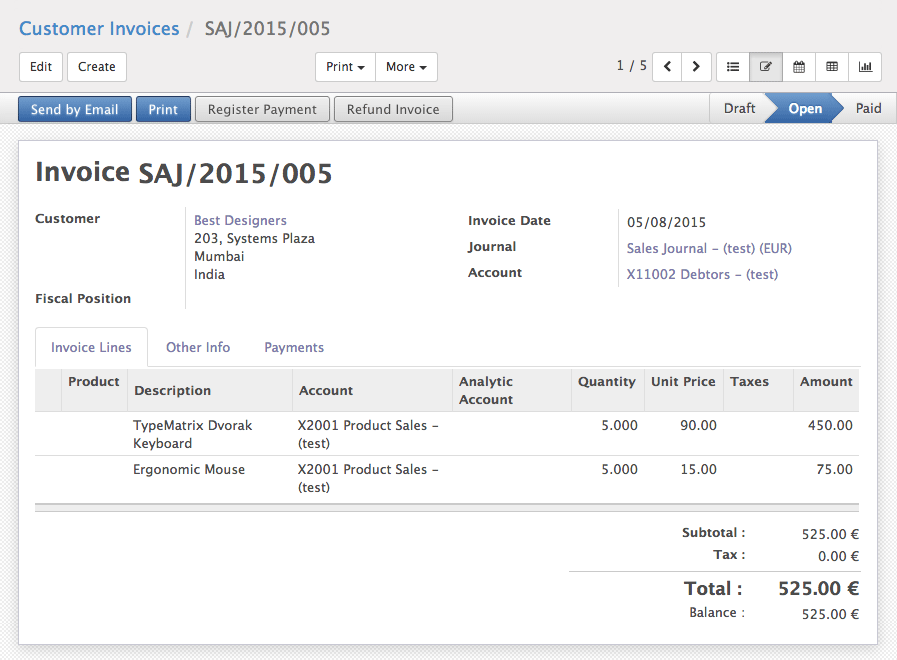 Customer Invoices / SAJ/2015/005
Edit Create Print More 1 / 5
Send by Email Print Register Payment Refund Invoice Draft Open Paid
Invoice SAJ/2015/005
Customer Best Designers Invoice Date 05/08/2015
203, Systems Plaza
Mumbai Journal Sales Journal - (test) (EUR)
India Account X11002 Debtors - (test)
Fiscal Position
Invoice Lines Other Info Payments
Product Description Account Analytic Account Quantity Unit Price Taxes Amount
TypeMatrix Dvorak X2001 Product Sales - 5.000 90.00 450.00
Keyboard (test)
Ergonomic Mouse X2001 Product Sales - 5.000 15.00 75.00
(test)
Subtotal : 525.00 €
Tax : 0.00 €
Total : 525.00 €
Balance : 525.00 €